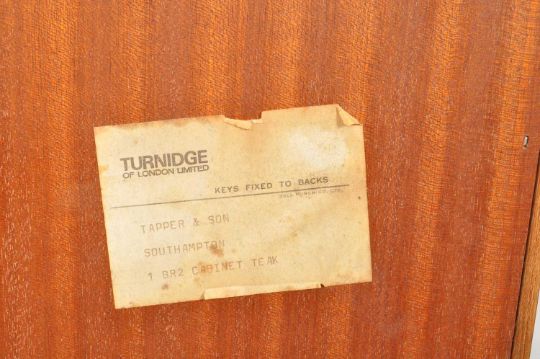 TURNIDGE
OF LONDON LIMITED
KEYS FIXED TO BACKS
TAPPER & SON
SOUTHAMPTON
1 BR2 CABINET TEAK